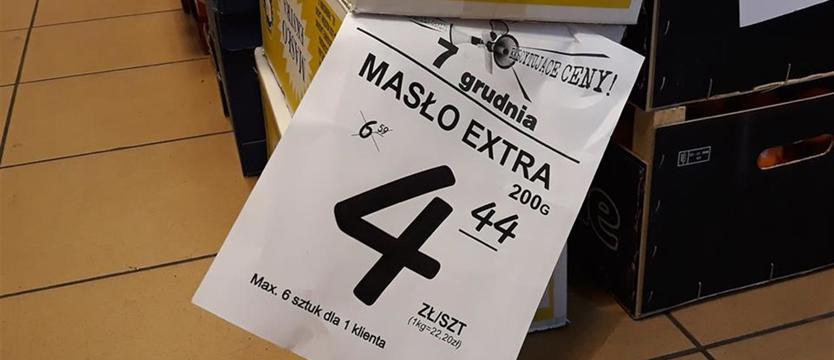 7 grudnia
CENY!
MASŁO EXTRA
200G
6 59
4 44
ZŁ/SZT
(1kg=22,20zł)
Max. 6 sztuk dla 1 klienta